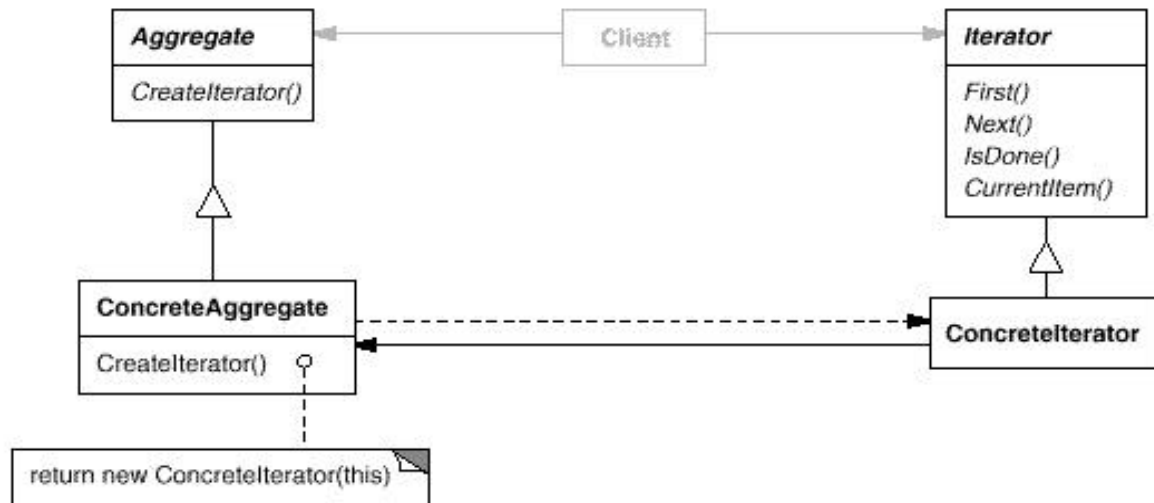 Aggregate
CreateIterator()
Client
Iterator
First()
Next()
IsDone()
CurrentItem()
ConcreteAggregate
CreateIterator()
ConcreteIterator
return new ConcreteIterator(this)